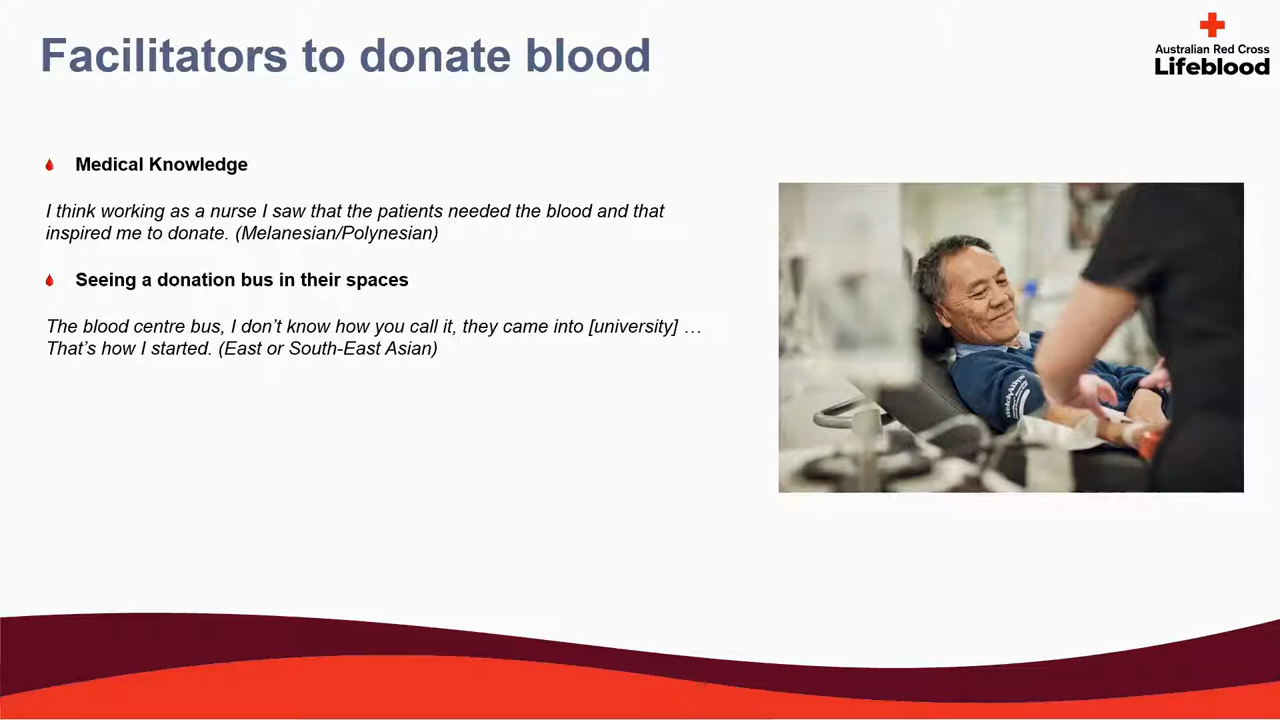 Facilitators to donate blood
Australian Red Cross
Lifeblood
Medical Knowledge
I think working as a nurse I saw that the patients needed the blood and that
inspired me to donate. (Melanesian/Polynesian)
Seeing a donation bus in their spaces
The blood centre bus, I don’t know how you call it, they came into [university] …
That’s how I started. (East or South-East Asian)